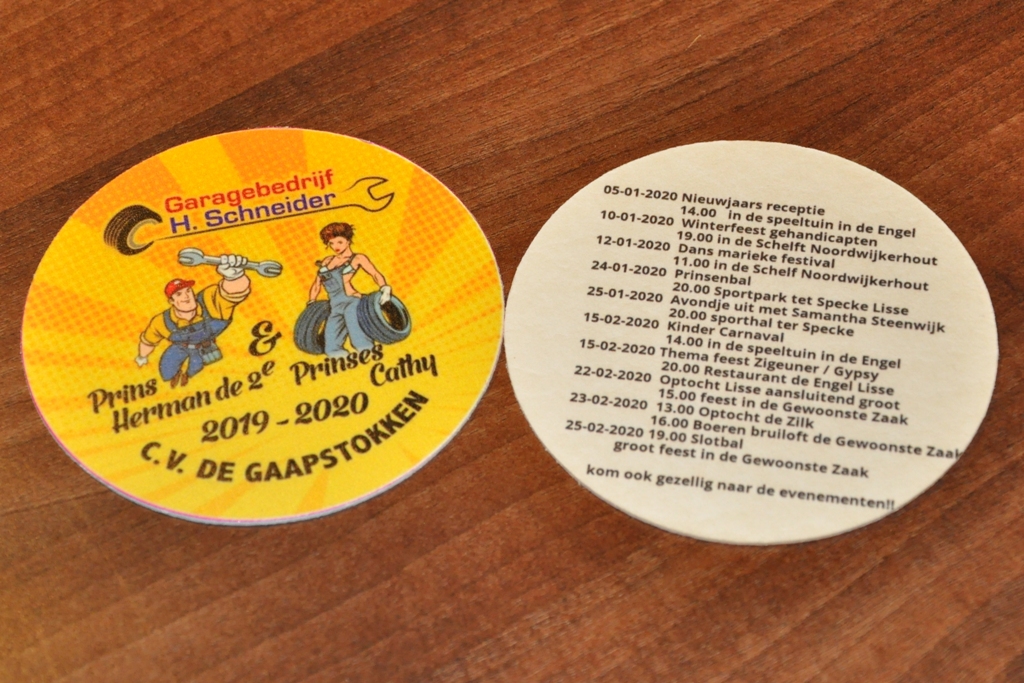 Garagebedrijf
H. Schneider
Prins & Prinses
Herman de 2e Cathy
2019 - 2020
C.V. DE GAAPSTOKKEN
05-01-2020 Nieuwjaars receptie
14.00 in de speeltuin in de Engel
10-01-2020 Winterfeest gehandicapten
19.00 in de Schelft Noordwijkerhout
12-01-2020 Dans marieke festival
11.00 in de Schelf Noordwijkerhout
24-01-2020 Prinsenbal
20.00 Sportpark tet Specke Lisse
25-01-2020 Avondje uit met Samantha Steenwijk
20.00 sporthal ter Specke
15-02-2020 Kinder Carnaval
14.00 in de speeltuin in de Engel
15-02-2020 Thema feest Zigeuner / Gypsy
20.00 Restaurant de Engel Lisse
22-02-2020 Optocht Lisse aansluitend groot
15.00 feest in de Gewoonste Zaak
23-02-2020 13.00 Optocht de Zilk
16.00 Boeren bruiloft de Gewoonste Zaak
25-02-2020 19.00 Slotbal
groot feest in de Gewoonste Zaak
kom ook gezellig naar de evenementen!!